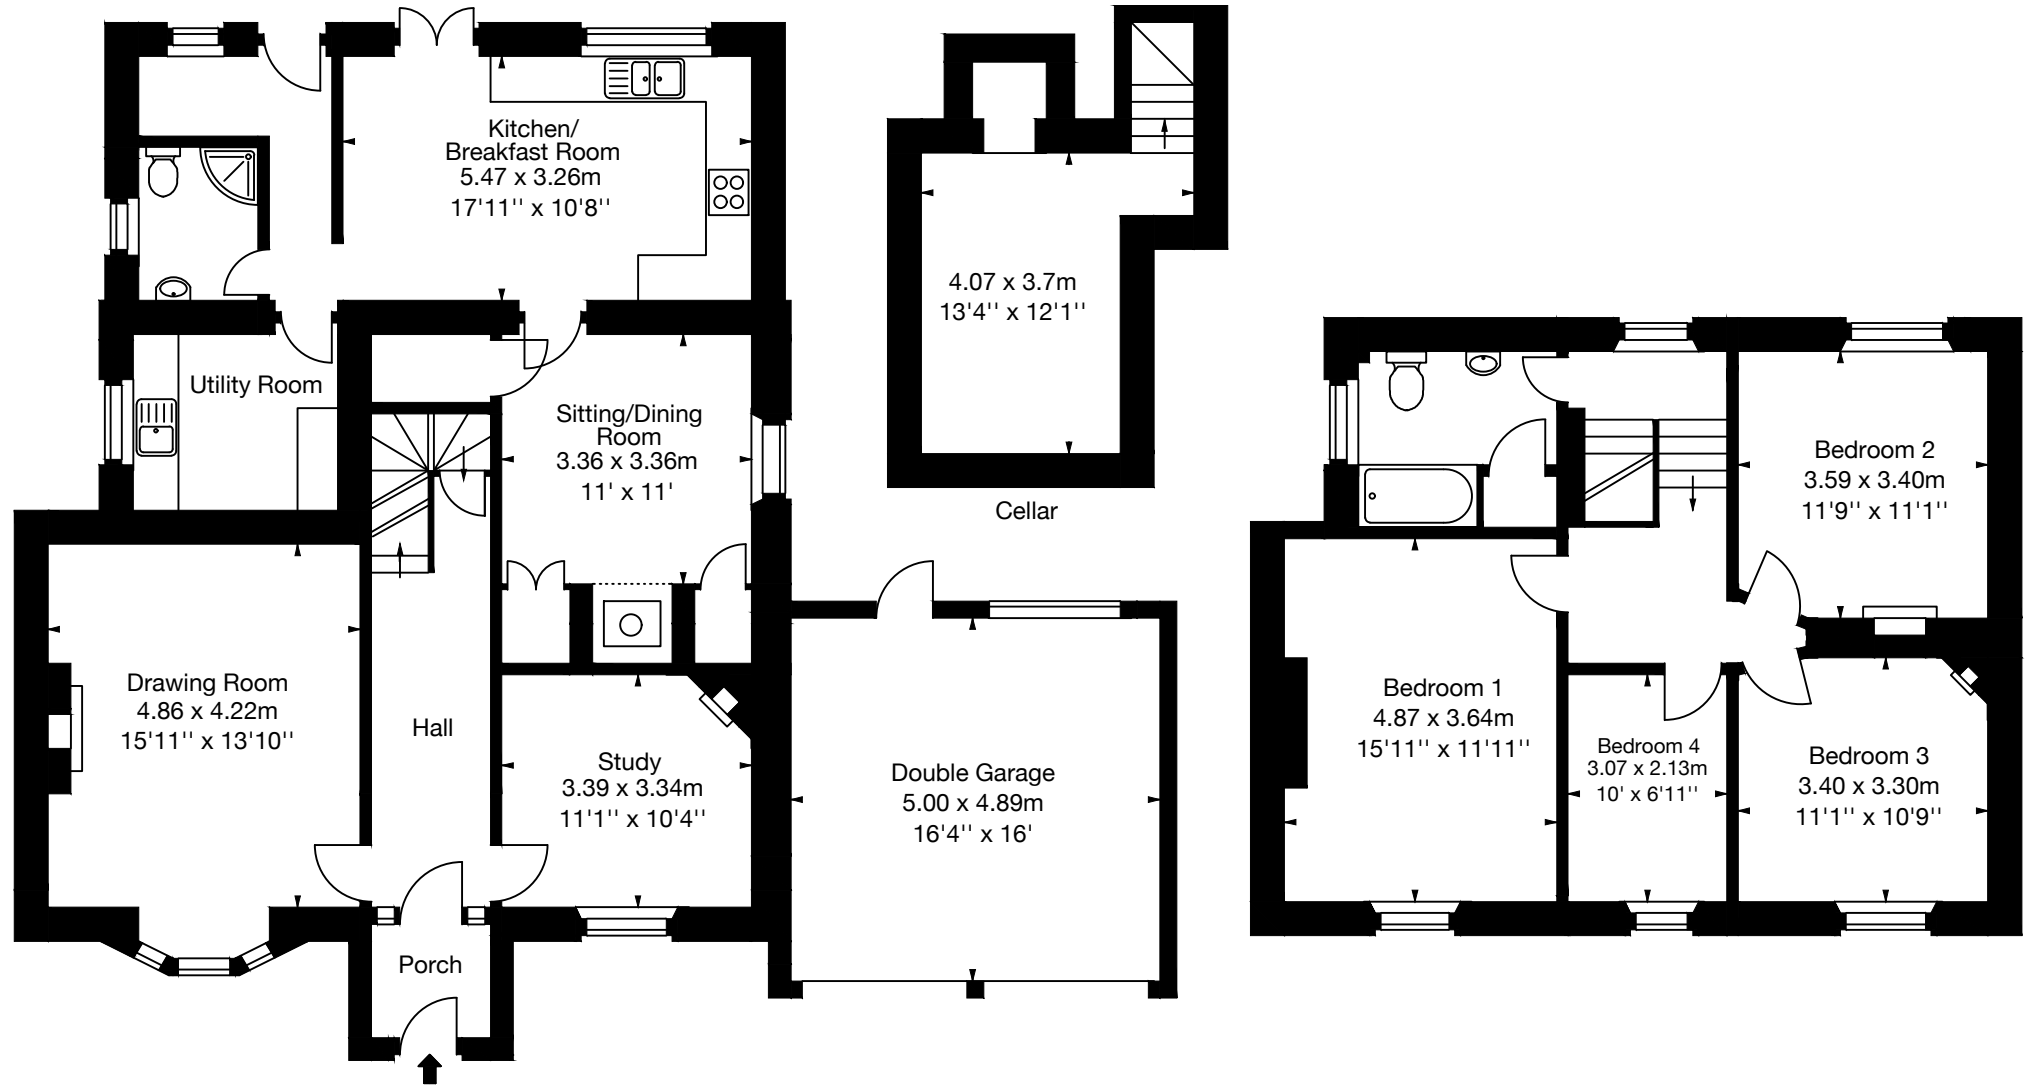 Kitchen/
Breakfast Room
5.47 x 3.26m
17'11'' x 10'8''
Utility Room
Sitting/Dining
Room
3.36 x 3.36m
11' x 11'
Drawing Room
4.86 x 4.22m
15'11'' x 13'10''
Hall
Study
3.39 x 3.34m
11'1'' x 10'4''
Porch
4.07 x 3.7m
13'4'' x 12'1''
Cellar
Double Garage
5.00 x 4.89m
16'4'' x 16'
Bedroom 2
3.59 x 3.40m
11'9'' x 11'1''
Bedroom 1
4.87 x 3.64m
15'11'' x 11'11''
Bedroom 4
3.07 x 2.13m
10' x 6'11''
Bedroom 3
3.40 x 3.30m
11'1'' x 10'9''